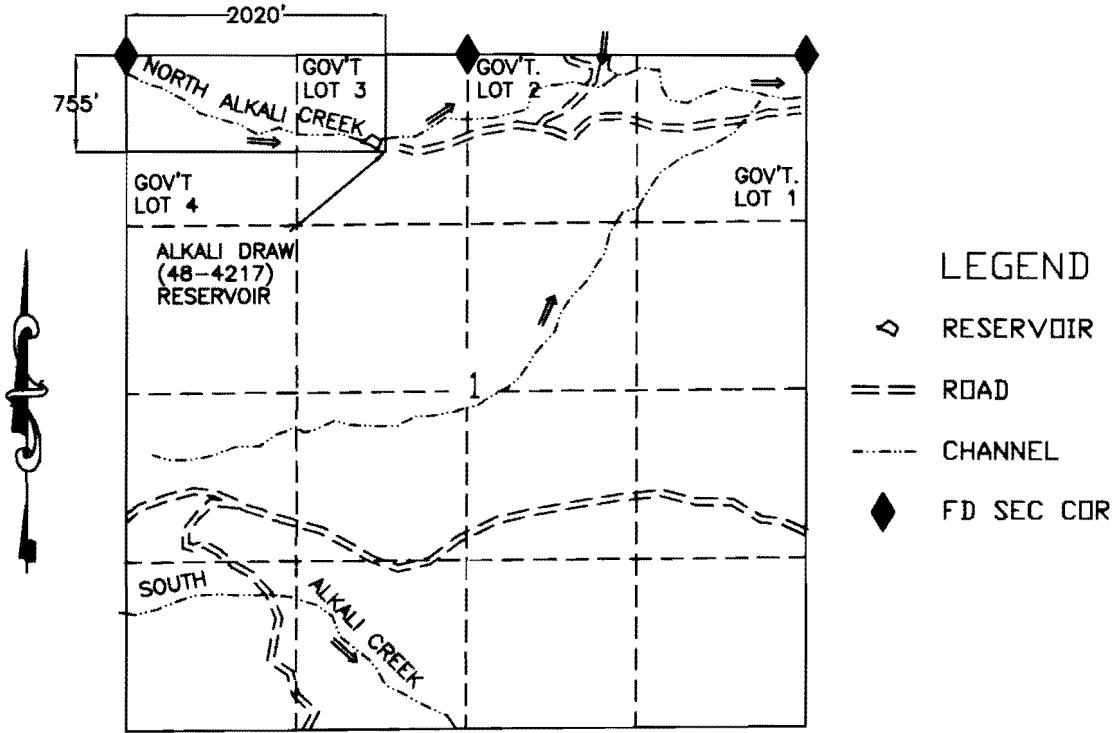 2020'
755'
NORTH ALKALI CREEK
GOV'T
LOT 3
GOV'T.
LOT 2
GOV'T
LOT 4
GOV'T.
LOT 1
ALKALI DRAW
(48-4217)
RESERVOIR
1
SOUTH ALKALI CREEK
LEGEND
RESERVOIR
ROAD
CHANNEL
FD SEC COR